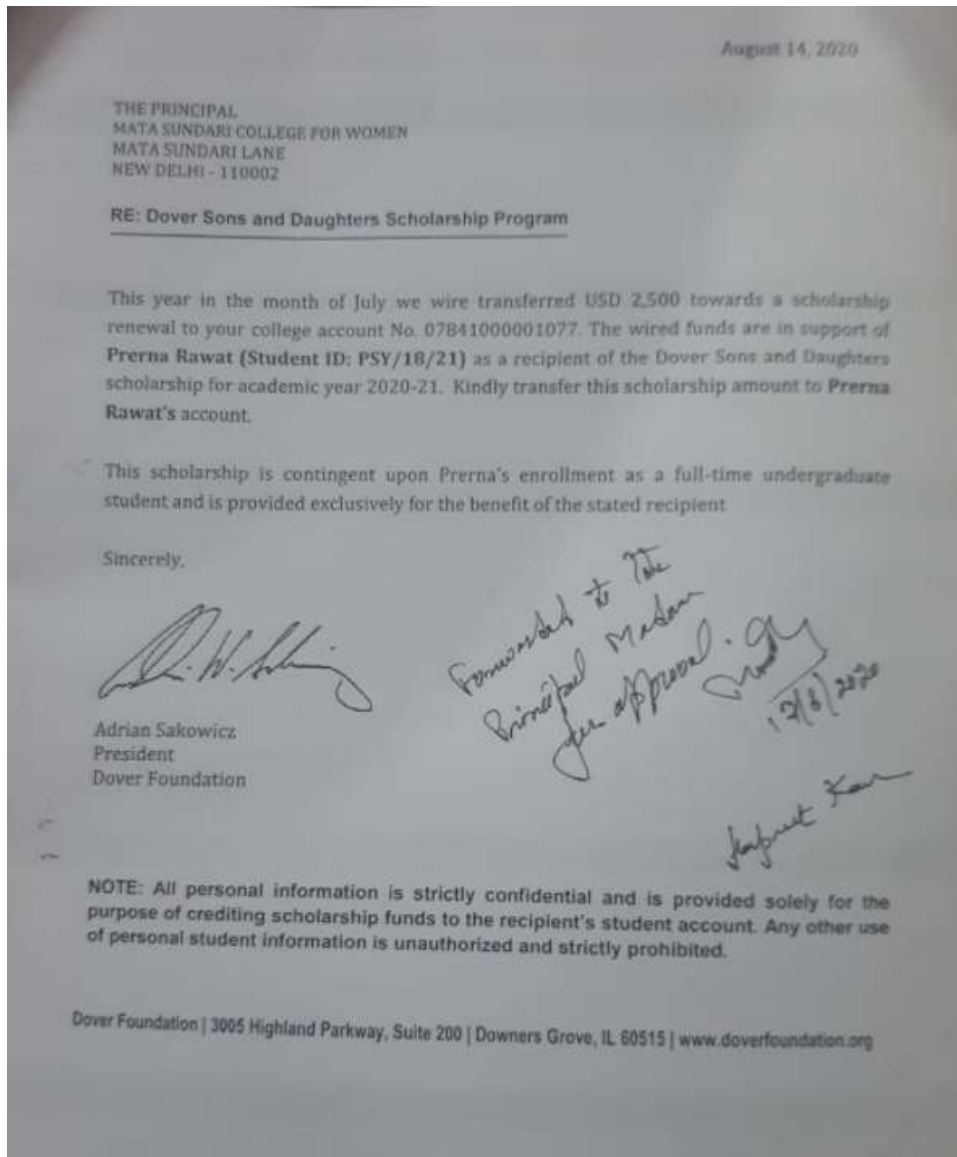 August 14, 2020
THE PRINCIPAL
MATA SUNDARI COLLEGE FOR WOMEN
MATA SUNDARI LANE
NEW DELHI - 110002
RE: Dover Sons and Daughters Scholarship Program
This year in the month of July we wire transferred USD 2,500 towards a scholarship
renewal to your college account No. 07841000001077. The wired funds are in support of
Prerna Rawat (Student ID: PSY/18/21) as a recipient of the Dover Sons and Daughters
scholarship for academic year 2020-21. Kindly transfer this scholarship amount to Prerna
Rawat's account.
This scholarship is contingent upon Prerna's enrollment as a full-time undergraduate
student and is provided exclusively for the benefit of the stated recipient
Sincerely,
Forwarded to The
Principal Madam
for approval.
Adrian Sakowicz
President
Dover Foundation
Harpreet Kaur
NOTE: All personal information is strictly confidential and is provided solely for the
purpose of crediting scholarship funds to the recipient's student account. Any other use
of personal student information is unauthorized and strictly prohibited.
Dover Foundation | 3005 Highland Parkway, Suite 200 | Downers Grove, IL 60515 | www.doverfoundation.org